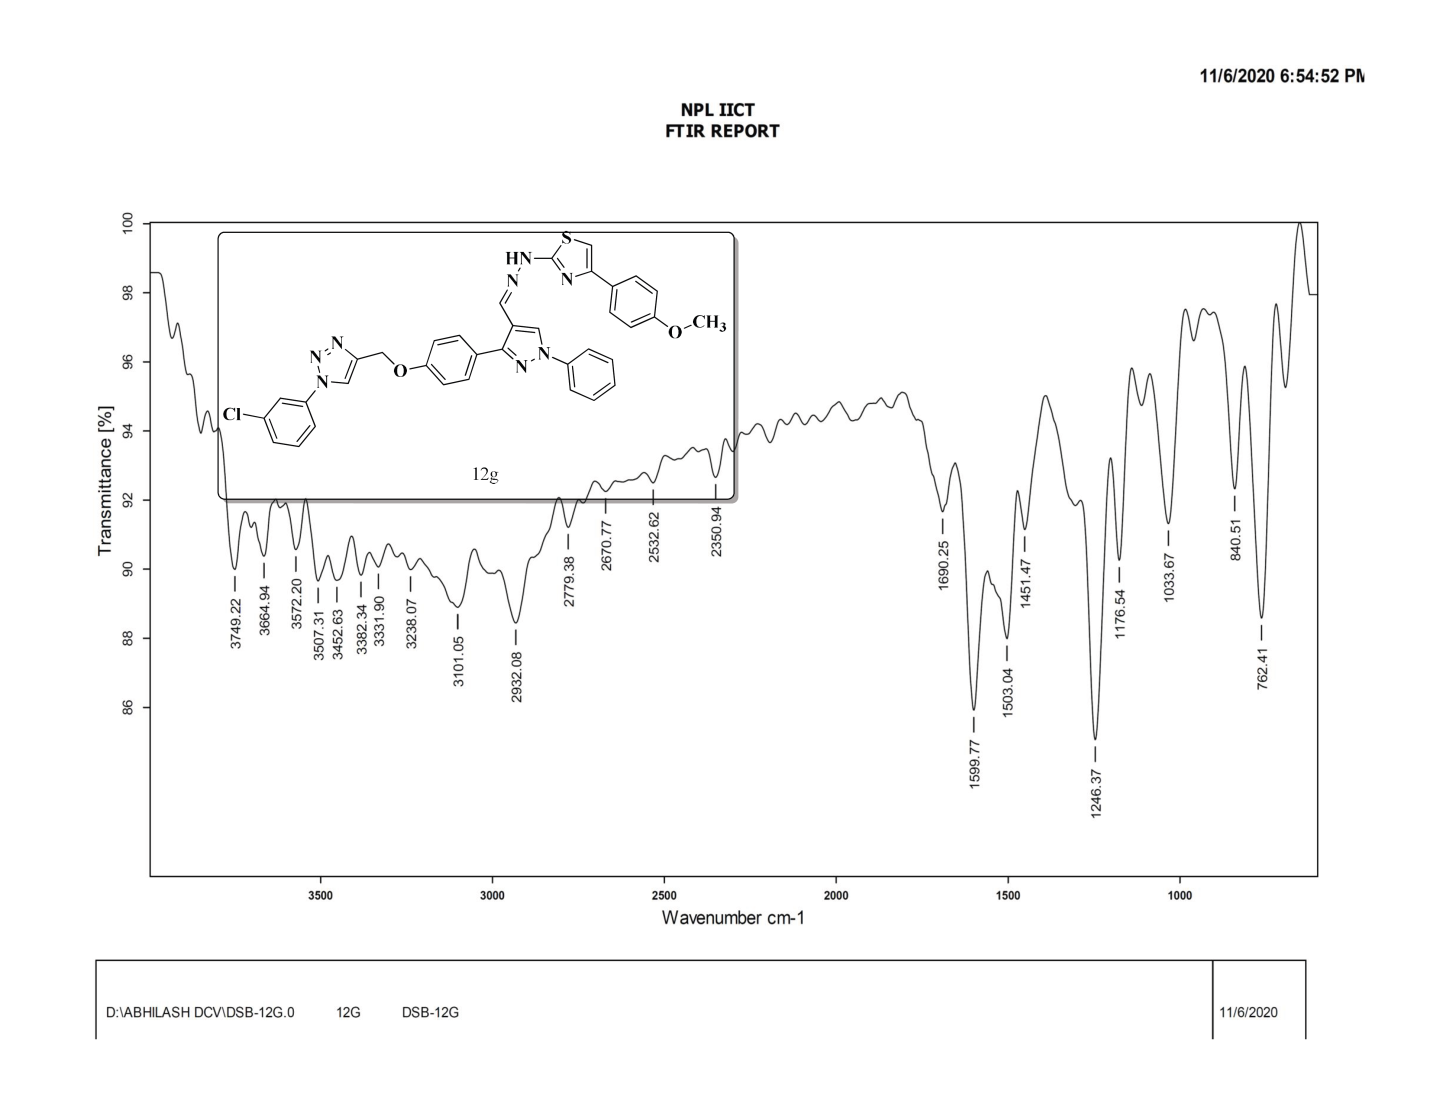 11/6/2020 6:54:52 PM
NPL IICT
FTIR REPORT
Transmittance [%]
100
98
96
94
92
90
88
86
S
HN
N
N
O
CH3
N
N
N
O
N
N
Cl
12g
3749.22
3664.94
3572.20
3507.31
3452.63
3382.34
3331.90
3238.07
3101.05
2932.08
2779.38
2670.77
2532.62
2350.94
1690.25
1599.77
1503.04
1451.47
1246.37
1176.54
1033.67
840.51
762.41
3500
3000
2500
2000
1500
1000
Wavenumber cm-1
D:\ABHILASH DCV\DSB-12G.0 12G DSB-12G 11/6/2020